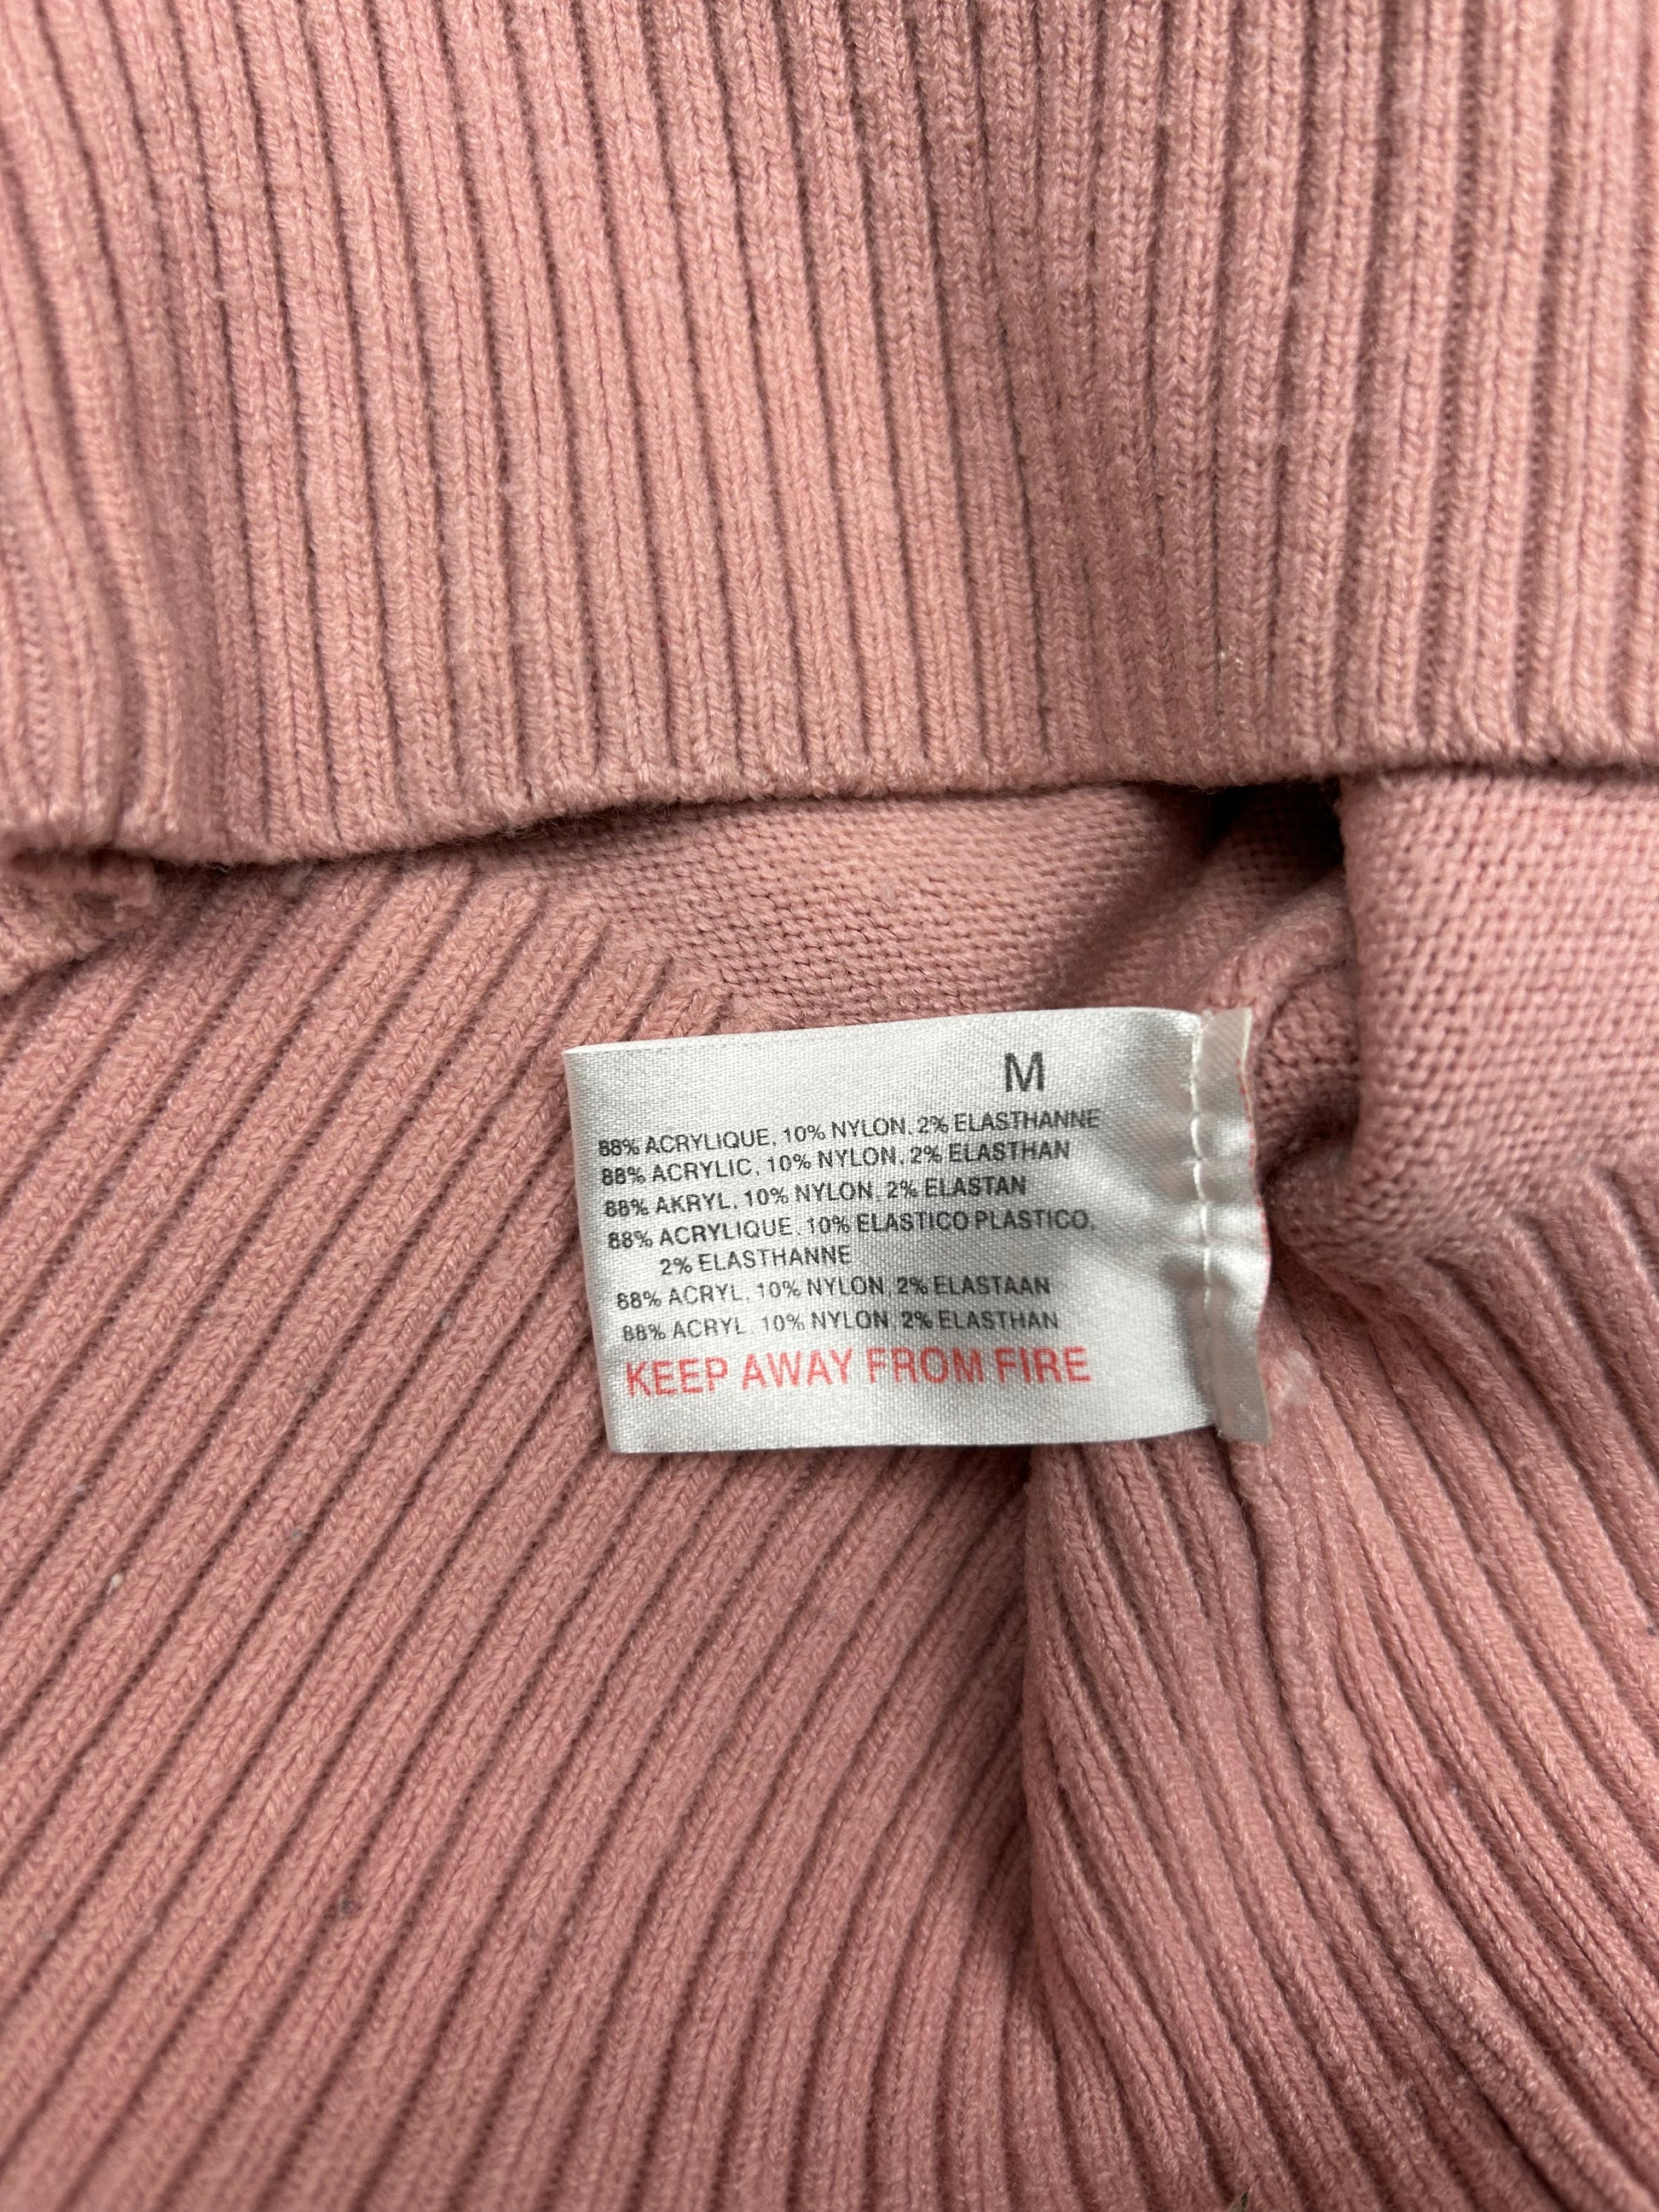 M
88% ACRYLIQUE, 10% NYLON, 2% ELASTHANNE
88% ACRYLIC, 10% NYLON, 2% ELASTHAN
88% AKRYL, 10% NYLON, 2% ELASTAN
88% ACRYLIQUE, 10% ELASTICO PLASTICO,
2% ELASTHANNE
88% ACRYL, 10% NYLON, 2% ELASTAAN
88% ACRYL, 10% NYLON, 2% ELASTHAN
KEEP AWAY FROM FIRE